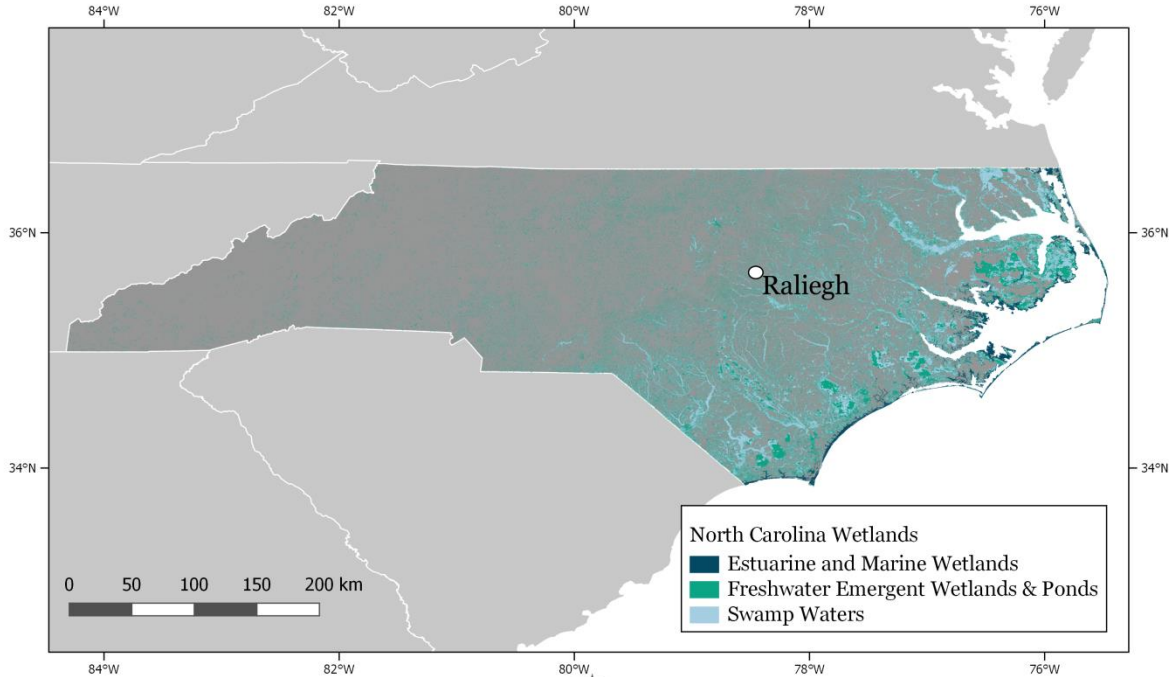 84°W 82°W 80°W 78°W 76°W
36°N 36°N
Raliegh
34°N 34°N
North Carolina Wetlands
Estuarine and Marine Wetlands
Freshwater Emergent Wetlands & Ponds
Swamp Waters
0 50 100 150 200 km
84°W 82°W 80°W 78°W 76°W